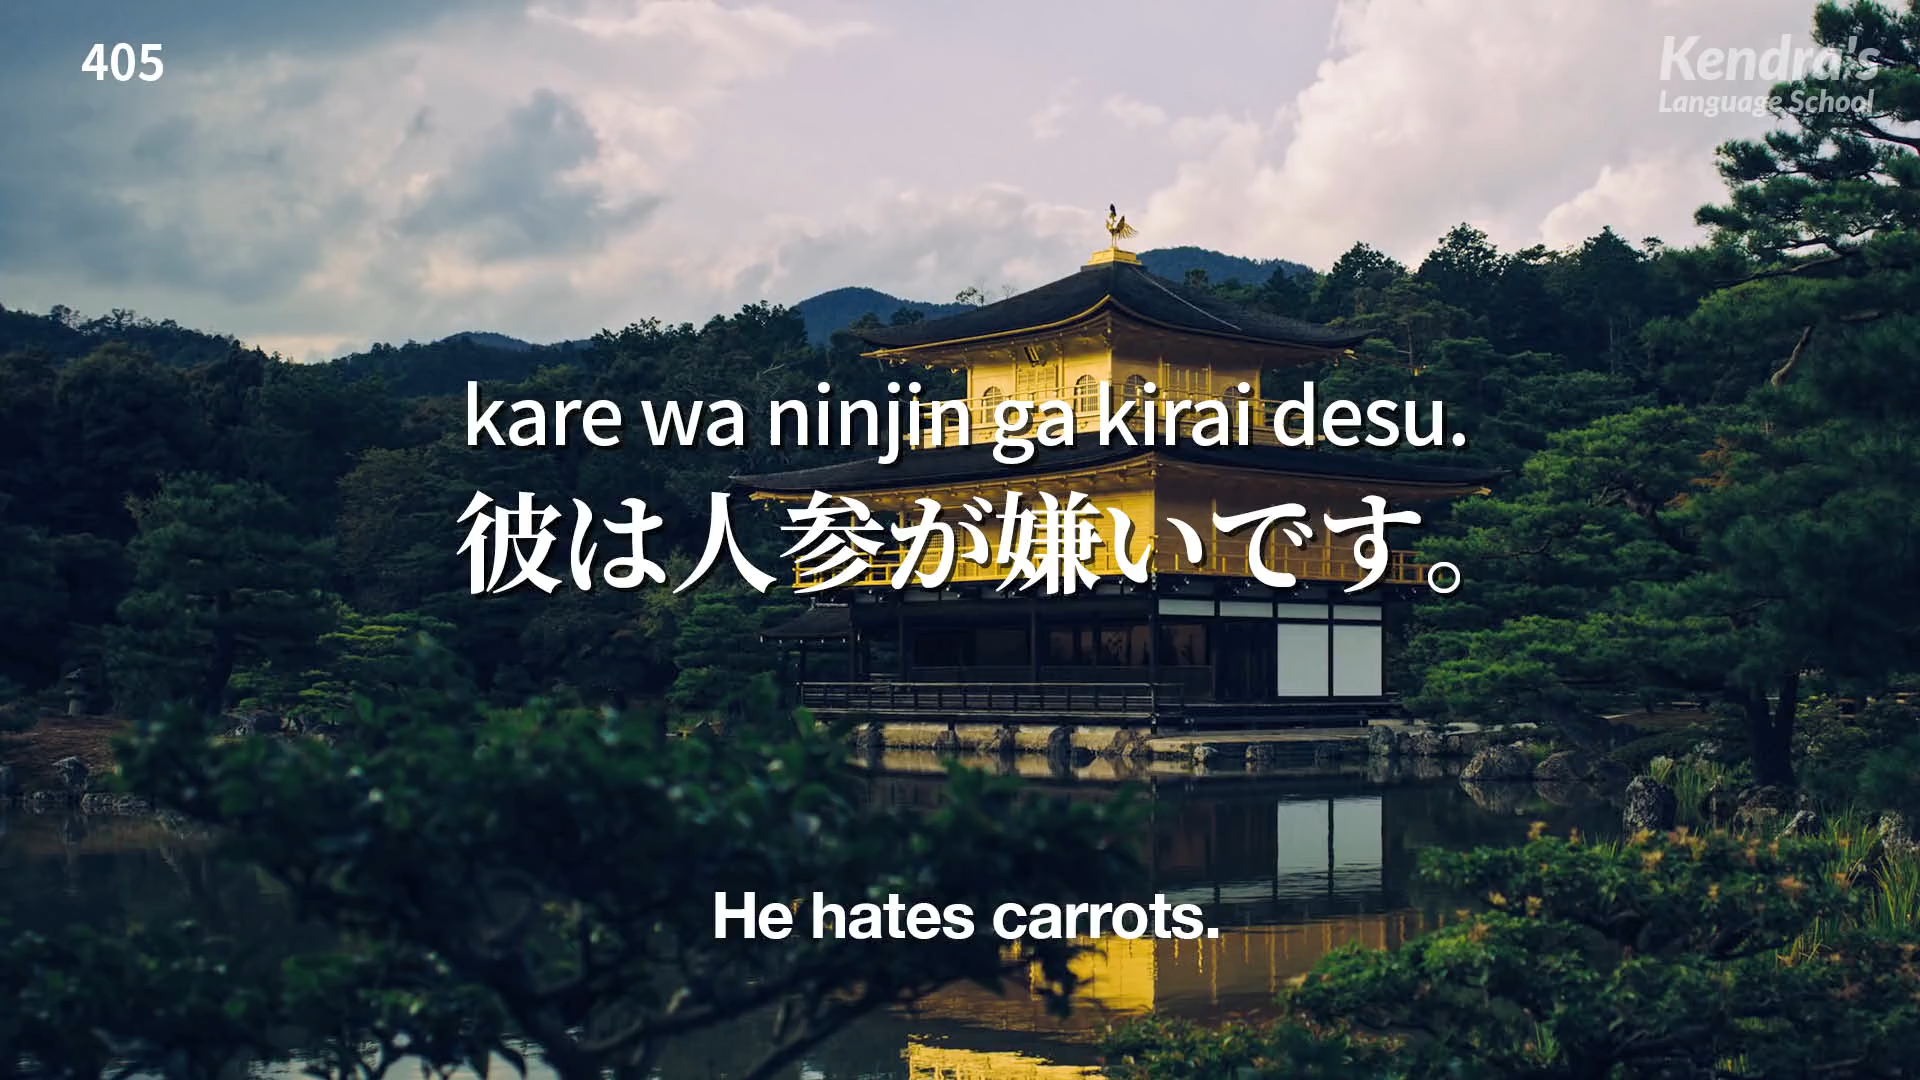 405
Kendra's
Language School
kare wa ninjin ga kirai desu.
彼は人参が嫌いです。
He hates carrots.